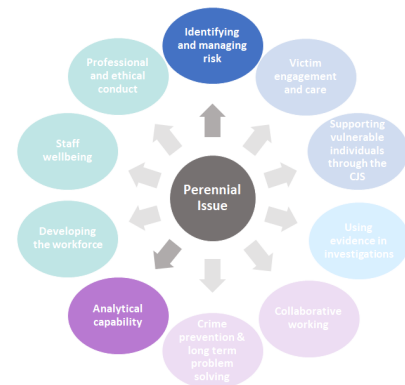 Identifying
and managing
risk
Victim
engagement
and care
Supporting
vulnerable
individuals
through the
CJS
Using
evidence in
investigations
Collaborative
working
Crime
prevention &
long term
problem
solving
Analytical
capability
Developing
the workforce
Staff
wellbeing
Professional
and ethical
conduct
Perennial
Issue